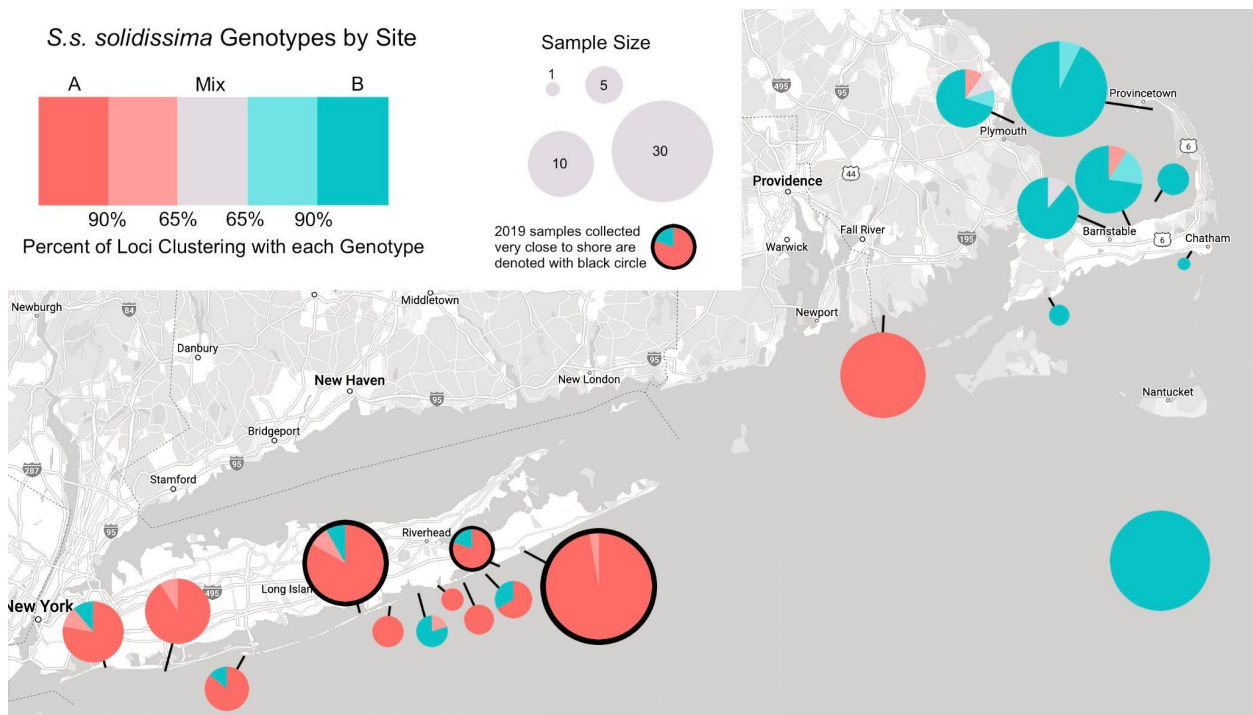 S.s. solidissima Genotypes by Site
A Mix B
90% 65% 65% 90%
Percent of Loci Clustering with each Genotype
Sample Size
1
5
10
30
2019 samples collected
very close to shore are
denoted with black circle
495
95
Provincetown
Plymouth
6
44
Providence
Warwick
Fall River
195
Barnstable
6
Chatham
Newburgh
84
Middletown
Newport
Danbury
95
New Haven
New London
95
Nantucket
Bridgeport
287
Stamford
95
95
Riverhead
Long Islan
495
New York